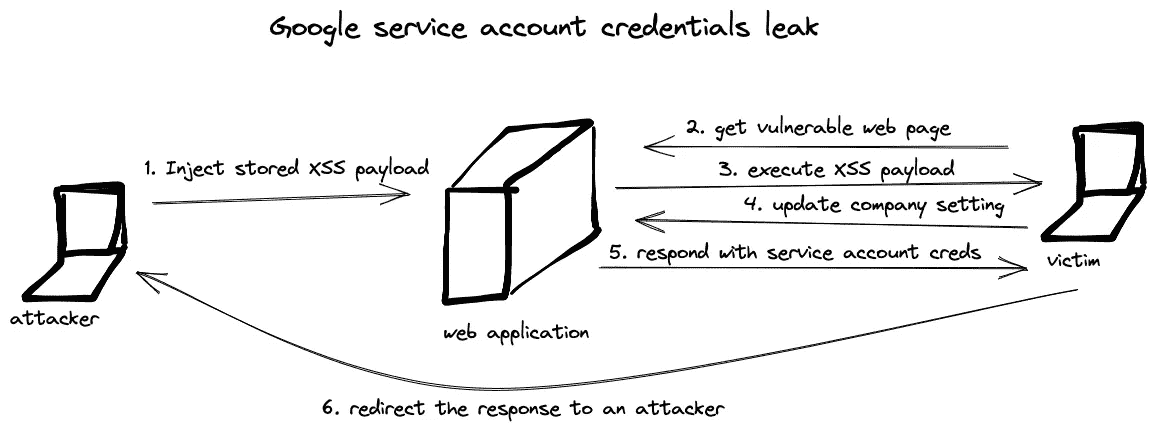 Google service account credentials leak
1. Inject stored XSS payload
2. get vulnerable web page
3. execute XSS payload
4. update company setting
5. respond with service account creds
victim
attacker
web application
6. redirect the response to an attacker